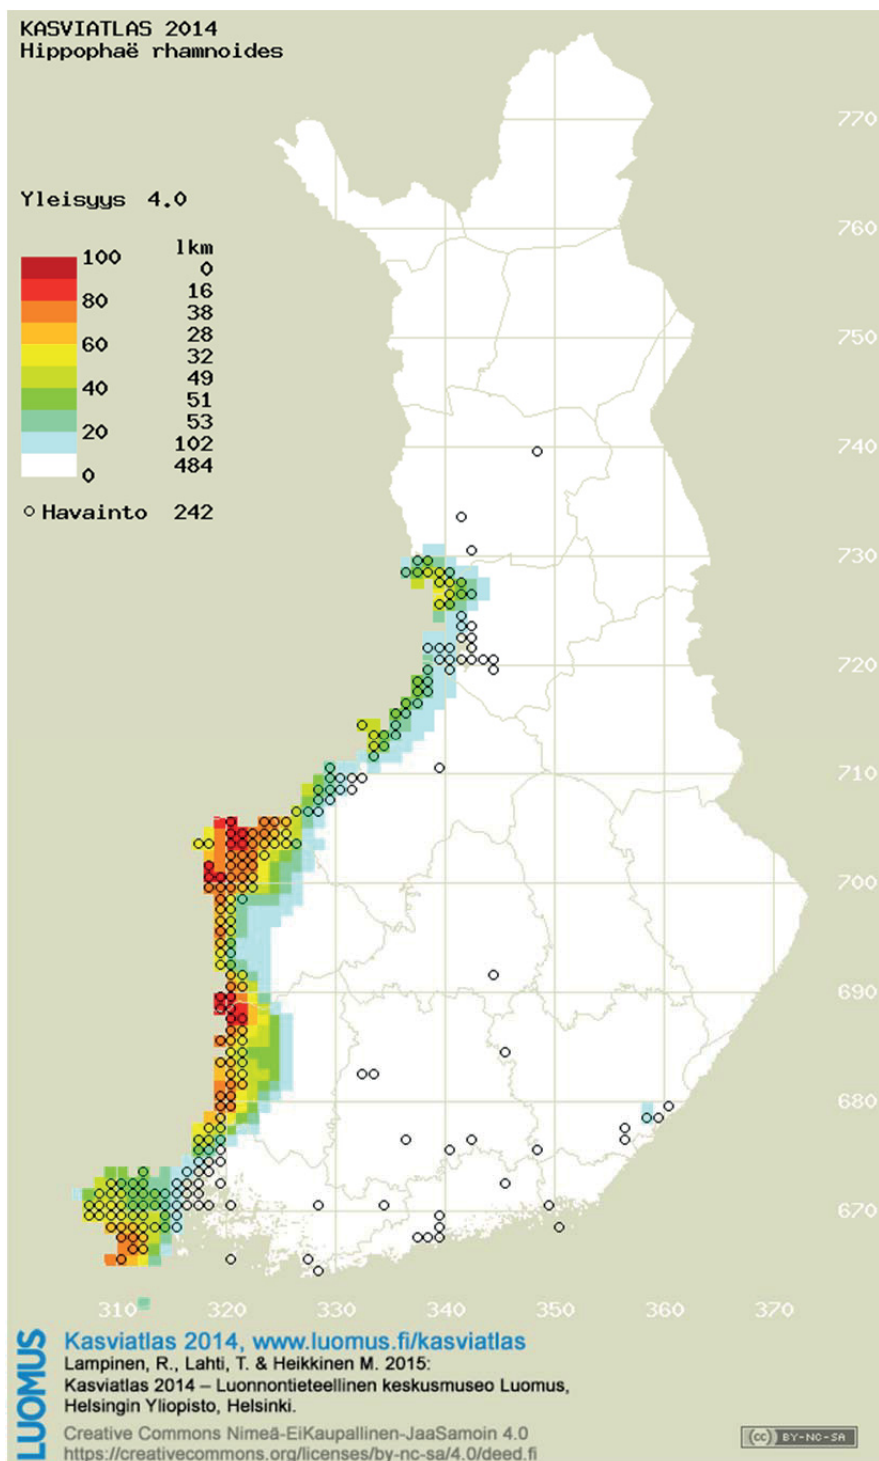 KASVIATLAS 2014
Hippophaë rhamnoides
770
Yleisyys 4.0
760
lkm
100
0
16
80
38
750
28
60
32
49
40
51
53
20
102
740
484
0
Havainto 242
730
720
710
700
690
680
670
310 320 330 340 350 360 370
LUOMUS
Kasviatlas 2014, www.luomus.fi/kasviatlas
Lampinen, R., Lahti, T. & Heikkinen M. 2015:
Kasviatlas 2014 – Luonnontieteellinen keskusmuseo Luomus,
Helsingin Yliopisto, Helsinki.
Creative Commons Nimeä-EiKaupallinen-JaaSamoin 4.0
https://creativecommons.org/licenses/by-nc-sa/4.0/deed.fi
(cc) BY-NC-SA